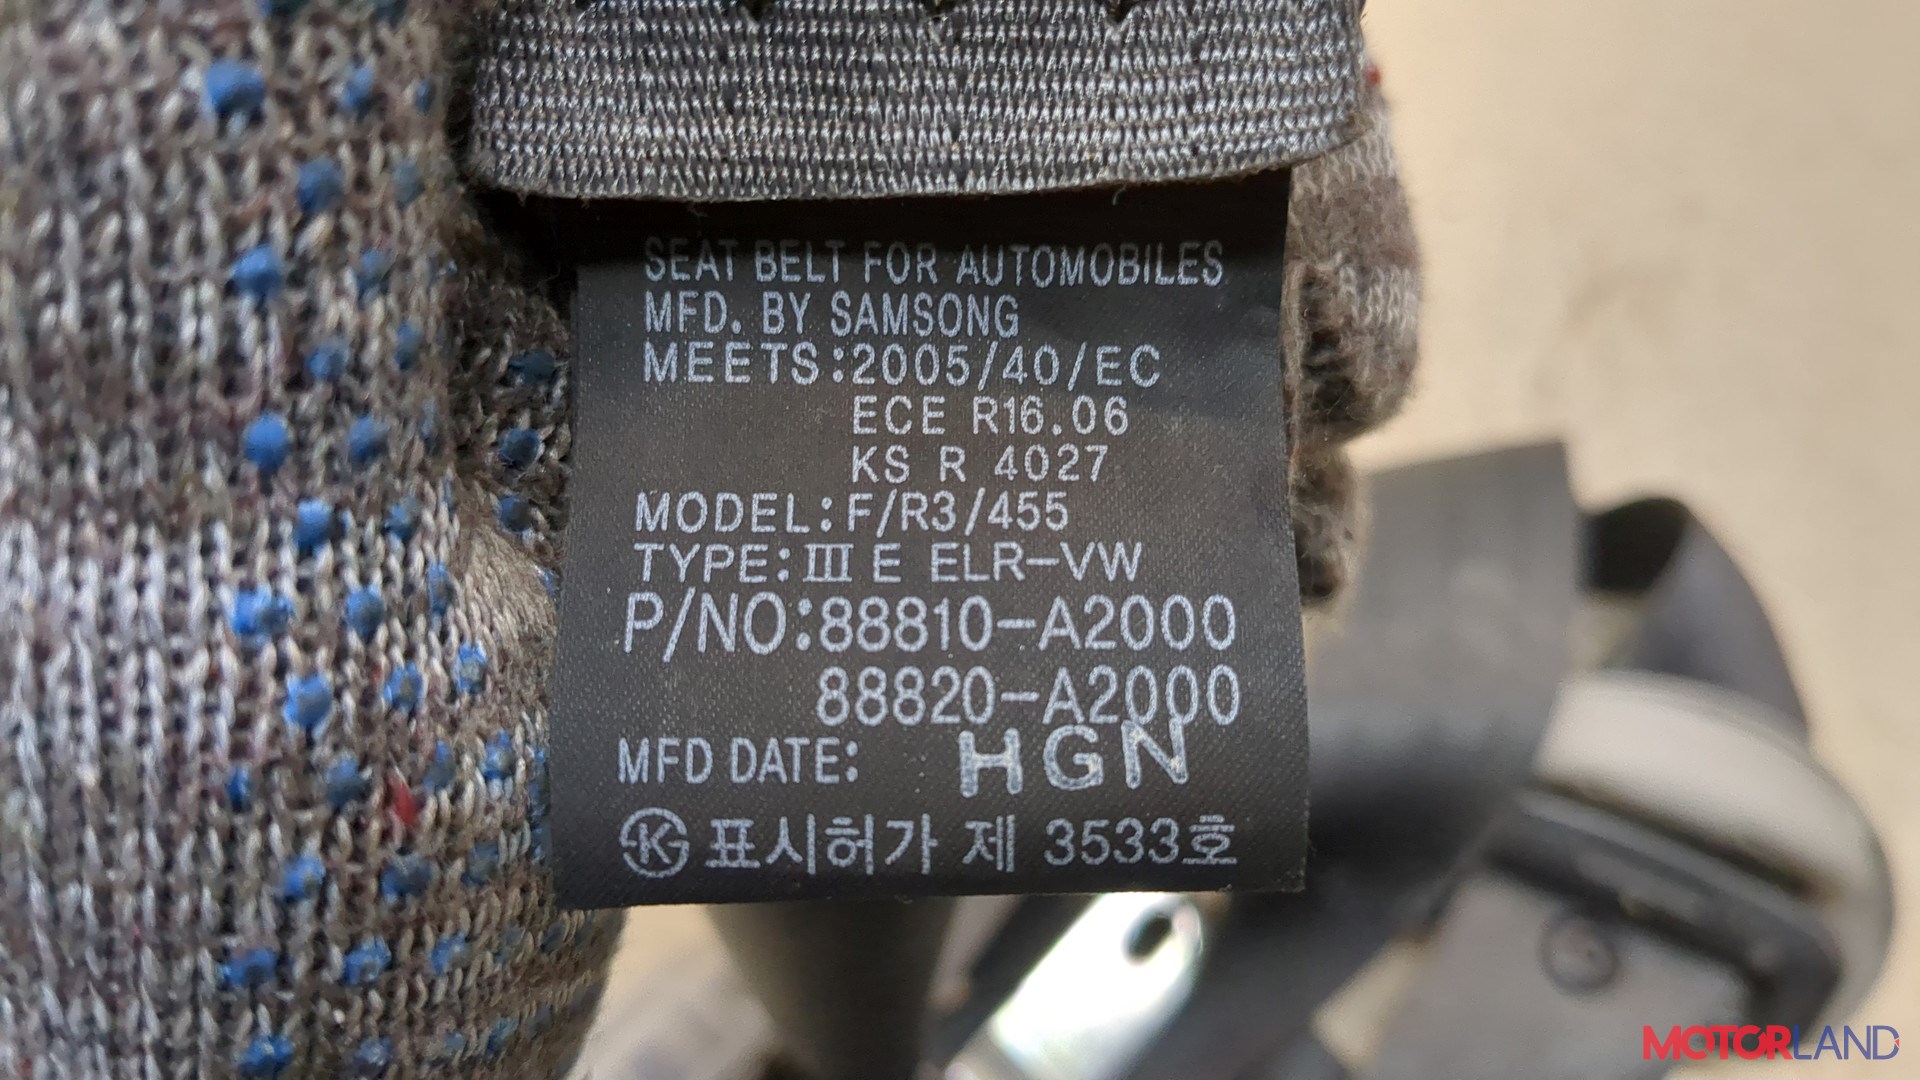 SEAT BELT FOR AUTOMOBILES
MFD. BY SAMSONG
MEETS:2005/40/EC
ECE R16.06
KS R 4027
MODEL:F/R3/455
TYPE:Ⅲ E ELR-VW
P/NO:88810-A2000
88820-A2000
MFD DATE: HGN
K 표시허가 제 3533호
MOTORLAND